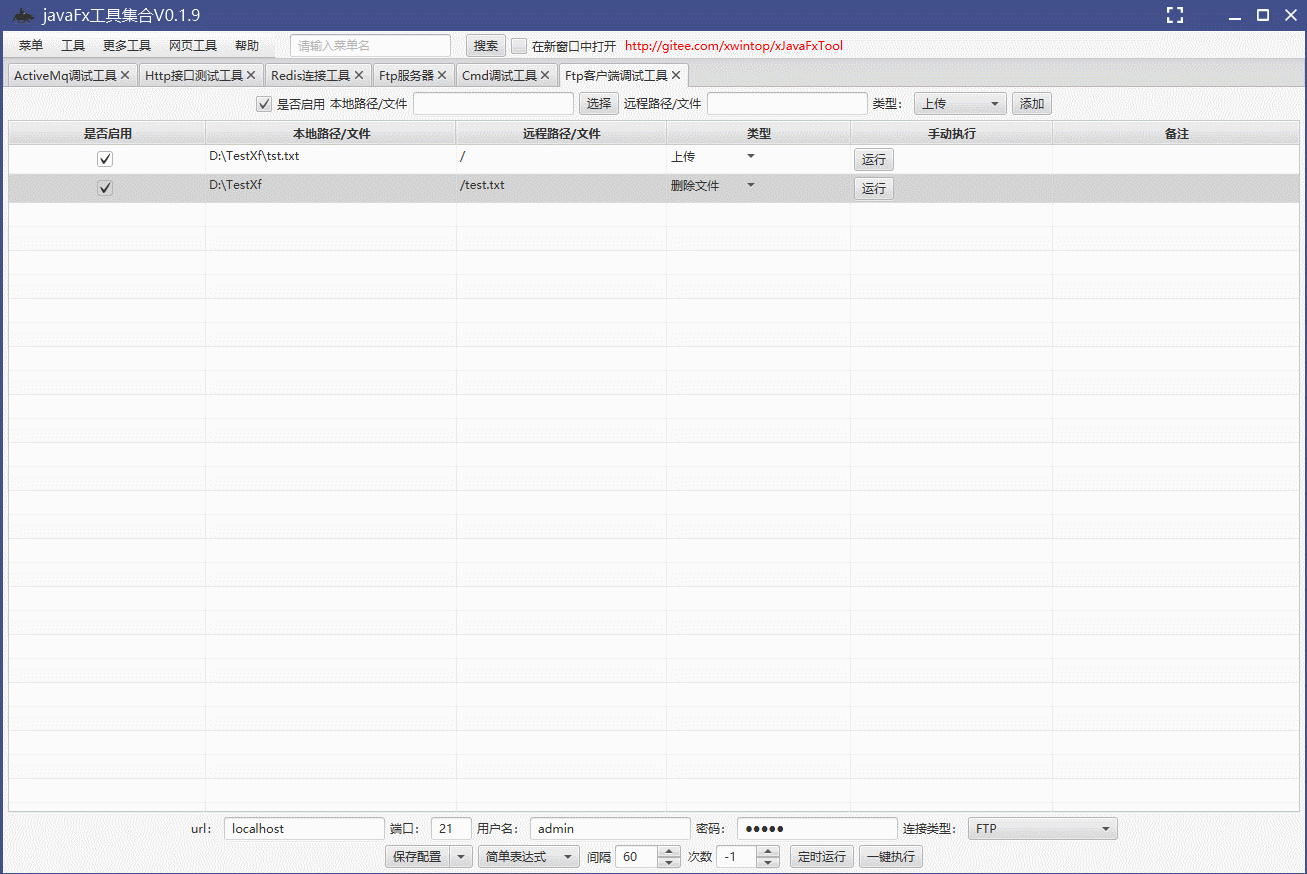 javaFx工具集合V0.1.9
菜单 工具 更多工具 网页工具 帮助 请输入菜单名 搜索 在新窗口中打开 http://gitee.com/xwintop/xJavaFxTool
ActiveMq调试工具 Http接口测试工具 Redis连接工具 Ftp服务器 Cmd调试工具 Ftp客户端调试工具
是否启用 本地路径/文件 选择 远程路径/文件 类型： 上传 添加
是否启用 本地路径/文件 远程路径/文件 类型 手动执行 备注
D:\TestXf\tst.txt / 上传 运行
D:\TestXf /test.txt 删除文件 运行
url： localhost 端口： 21 用户名： admin 密码： ●●●●● 连接类型： FTP
保存配置 简单表达式 间隔 60 次数 -1 定时运行 一键执行